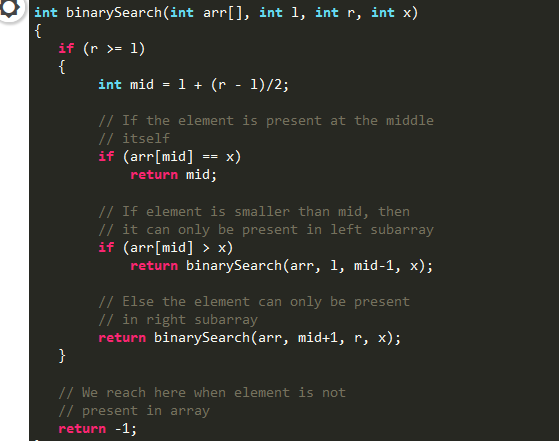 int binarySearch(int arr[], int l, int r, int x)
{
if (r >= l)
{
int mid = l + (r - l)/2;
// If the element is present at the middle
// itself
if (arr[mid] == x)
return mid;
// If element is smaller than mid, then
// it can only be present in left subarray
if (arr[mid] > x)
return binarySearch(arr, l, mid-1, x);
// Else the element can only be present
// in right subarray
return binarySearch(arr, mid+1, r, x);
}
// We reach here when element is not
// present in array
return -1;